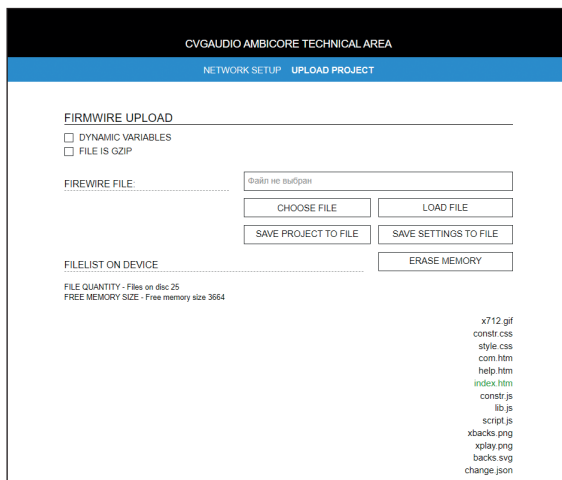 CVGAUDIO AMBICORE TECHNICAL AREA
NETWORK SETUP UPLOAD PROJECT
FIRMWIRE UPLOAD
DYNAMIC VARIABLES
FILE IS GZIP
FIREWIRE FILE:
Файл не выбран
CHOOSE FILE LOAD FILE
SAVE PROJECT TO FILE SAVE SETTINGS TO FILE
FILELIST ON DEVICE ERASE MEMORY
FILE QUANTITY - Files on disc 25
FREE MEMORY SIZE - Free memory size 3664
x712.gif
constr.css
style.css
com.htm
help.htm
index.htm
constr.js
lib.js
script.js
xbacks.png
xplay.png
backs.svg
change.json